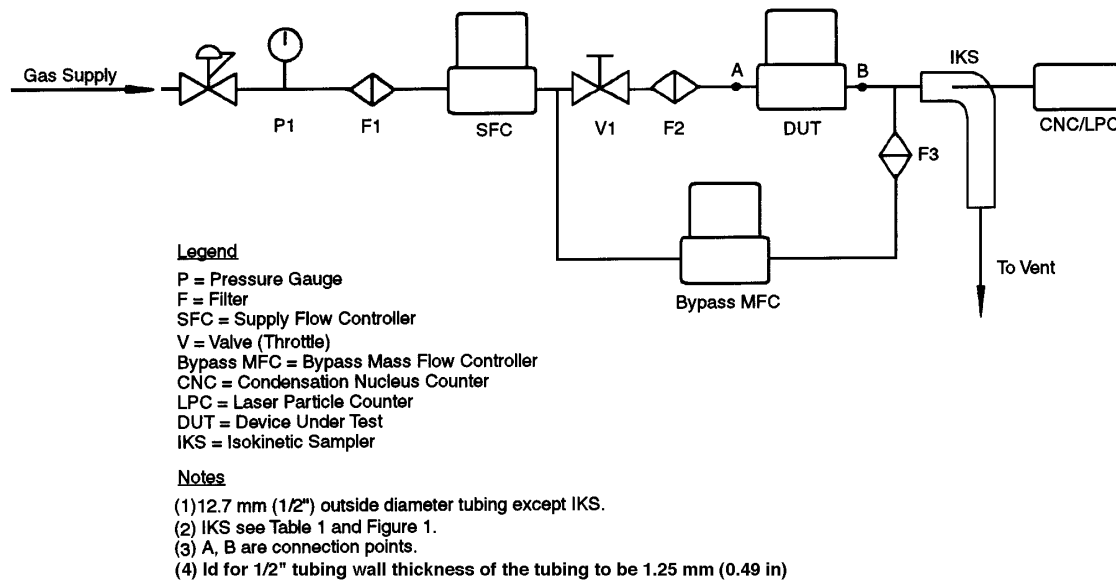 Gas Supply
P1
F1
SFC
V1
F2
A
DUT
B
IKS
CNC/LPC
F3
Bypass MFC
To Vent
Legend
P = Pressure Gauge
F = Filter
SFC = Supply Flow Controller
V = Valve (Throttle)
Bypass MFC = Bypass Mass Flow Controller
CNC = Condensation Nucleus Counter
LPC = Laser Particle Counter
DUT = Device Under Test
IKS = Isokinetic Sampler
Notes
(1)12.7 mm (1/2") outside diameter tubing except IKS.
(2) IKS see Table 1 and Figure 1.
(3) A, B are connection points.
(4) Id for 1/2" tubing wall thickness of the tubing to be 1.25 mm (0.49 in)